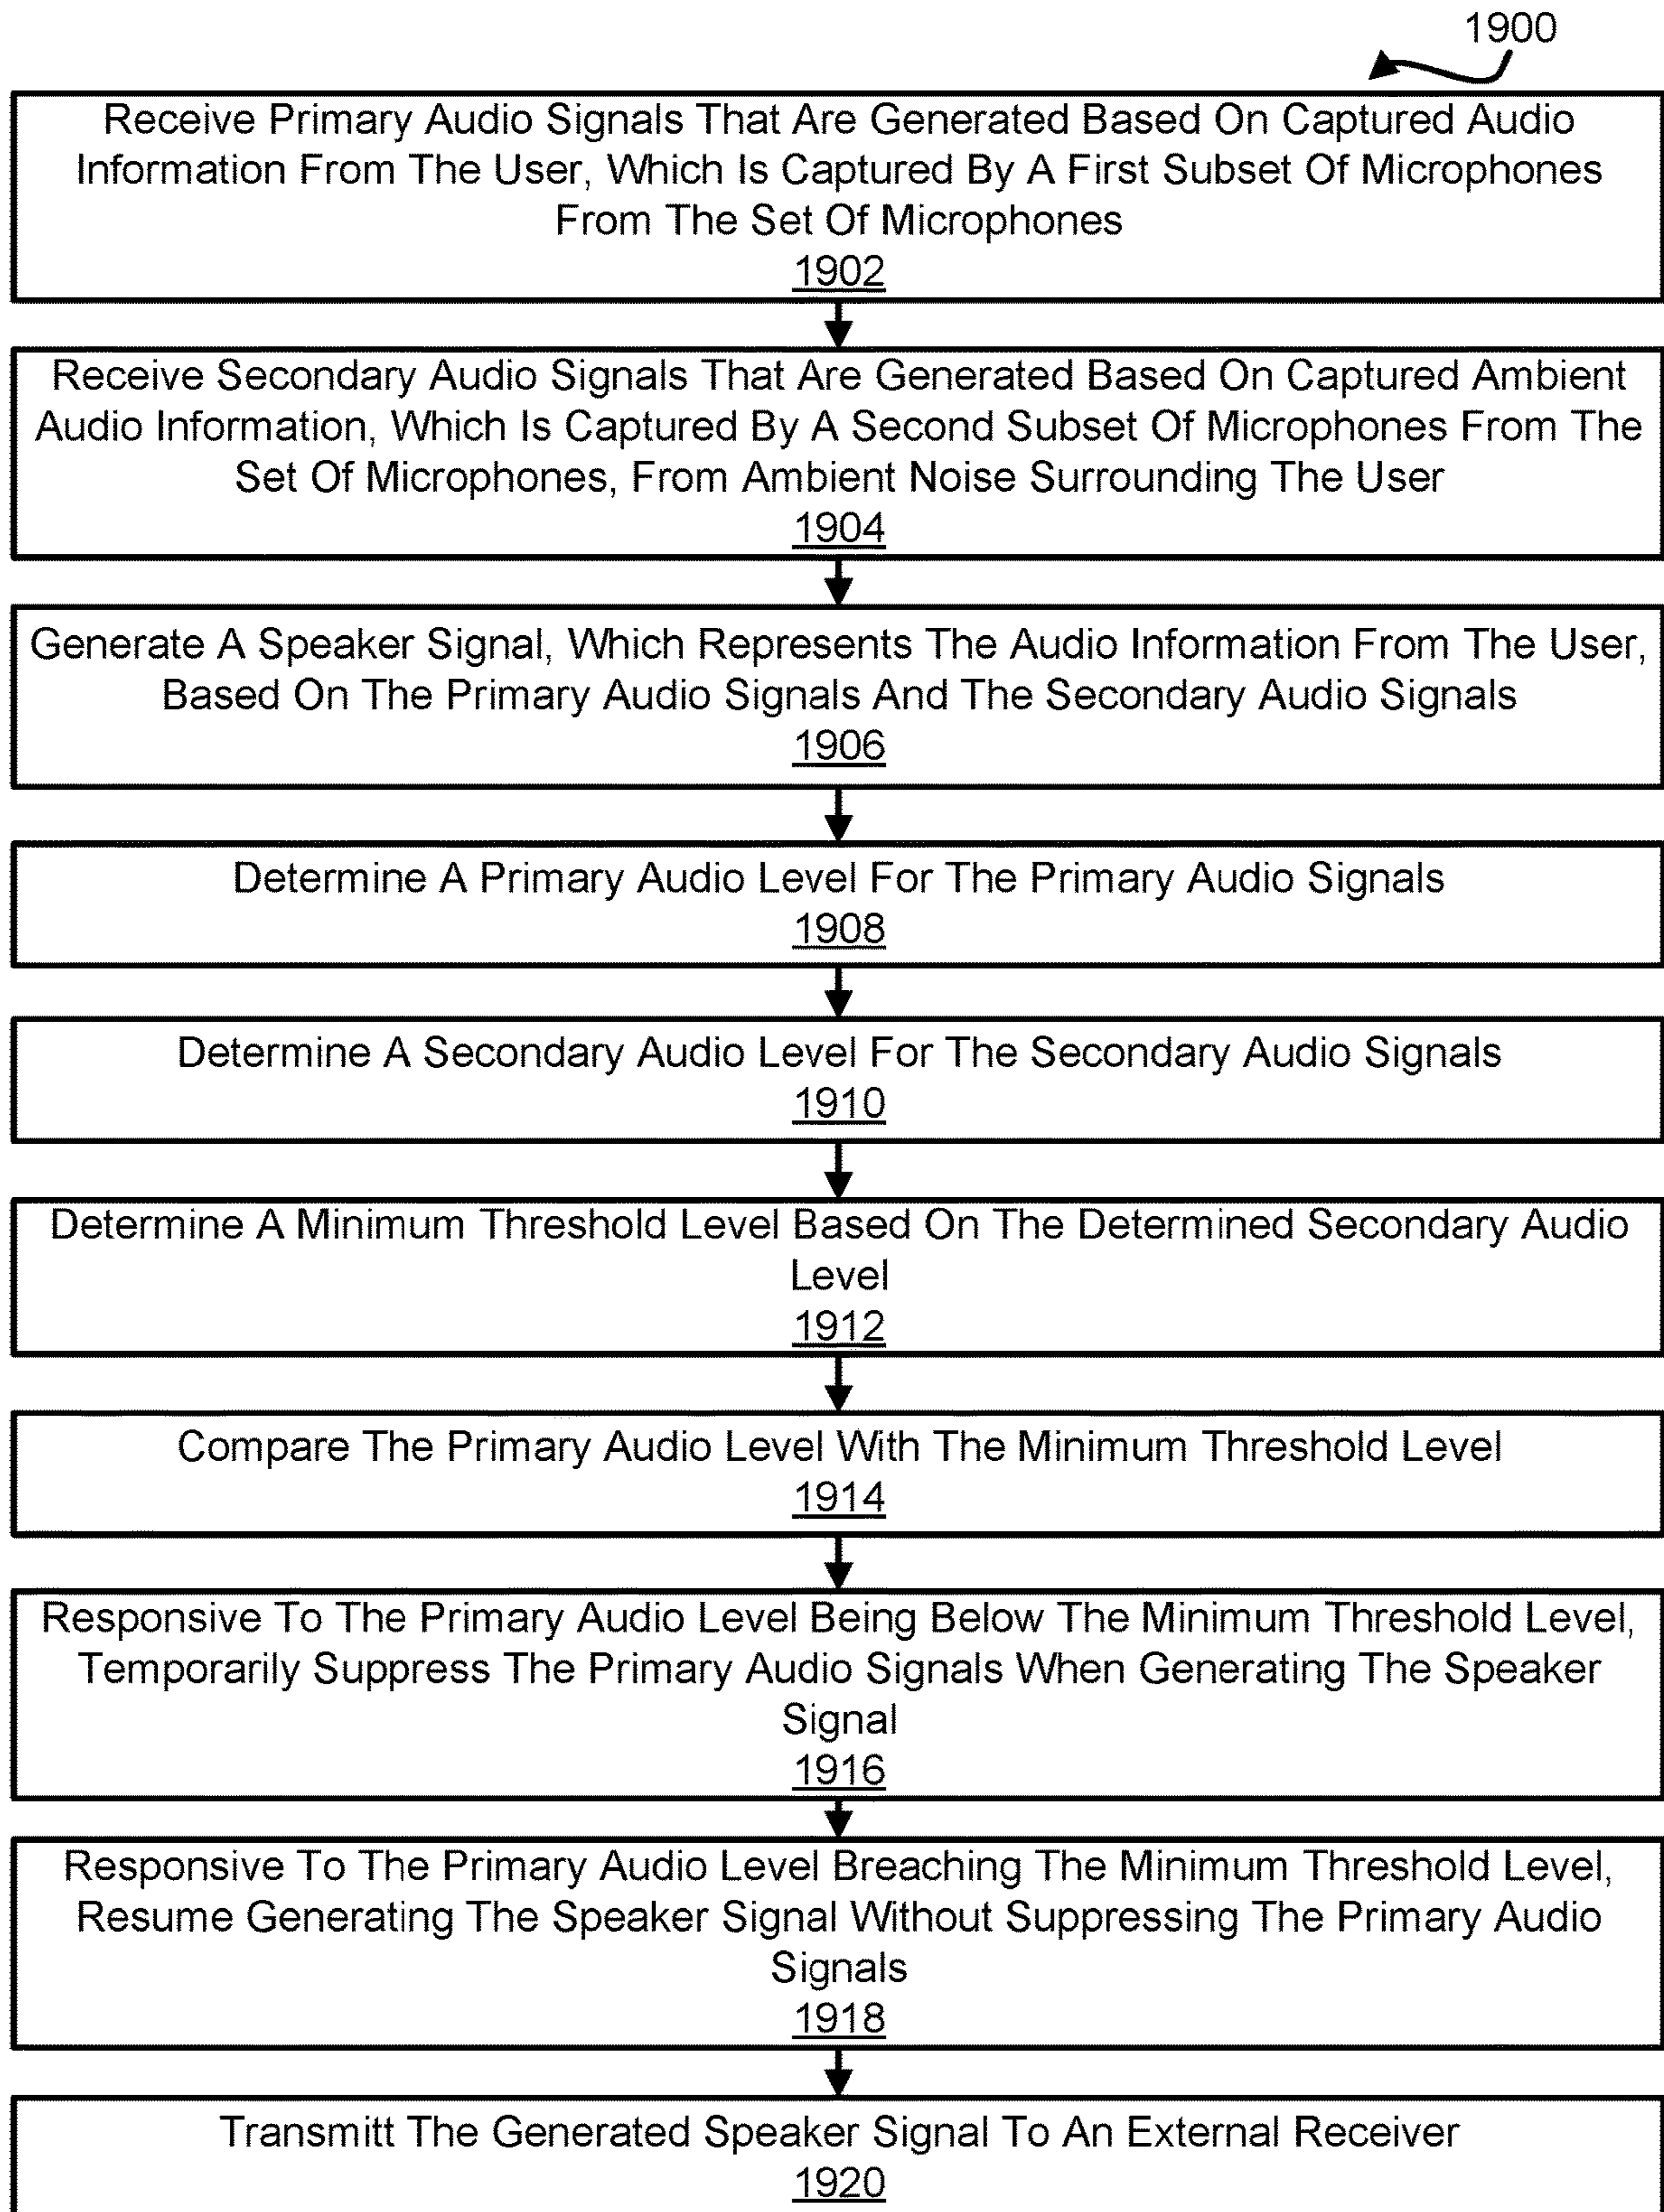 1900
Receive Primary Audio Signals That Are Generated Based On Captured Audio
Information From The User, Which Is Captured By A First Subset Of Microphones
From The Set Of Microphones
1902
Receive Secondary Audio Signals That Are Generated Based On Captured Ambient
Audio Information, Which Is Captured By A Second Subset Of Microphones From The
Set Of Microphones, From Ambient Noise Surrounding The User
1904
Generate A Speaker Signal, Which Represents The Audio Information From The User,
Based On The Primary Audio Signals And The Secondary Audio Signals
1906
Determine A Primary Audio Level For The Primary Audio Signals
1908
Determine A Secondary Audio Level For The Secondary Audio Signals
1910
Determine A Minimum Threshold Level Based On The Determined Secondary Audio
Level
1912
Compare The Primary Audio Level With The Minimum Threshold Level
1914
Responsive To The Primary Audio Level Being Below The Minimum Threshold Level,
Temporarily Suppress The Primary Audio Signals When Generating The Speaker
Signal
1916
Responsive To The Primary Audio Level Breaching The Minimum Threshold Level,
Resume Generating The Speaker Signal Without Suppressing The Primary Audio
Signals
1918
Transmitt The Generated Speaker Signal To An External Receiver
1920